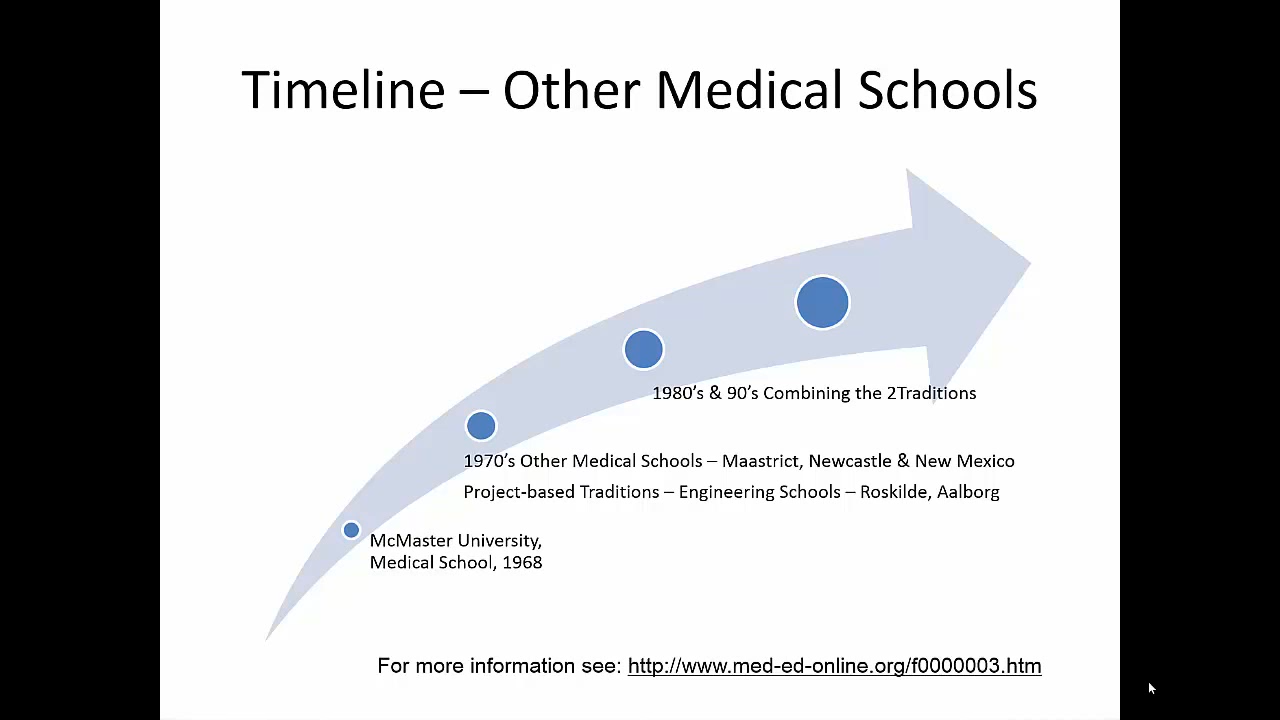 Timeline – Other Medical Schools
1980’s & 90’s Combining the 2Traditions
1970’s Other Medical Schools – Maastrict, Newcastle & New Mexico
Project-based Traditions – Engineering Schools – Roskilde, Aalborg
McMaster University,
Medical School, 1968
For more information see: http://www.med-ed-online.org/f0000003.htm